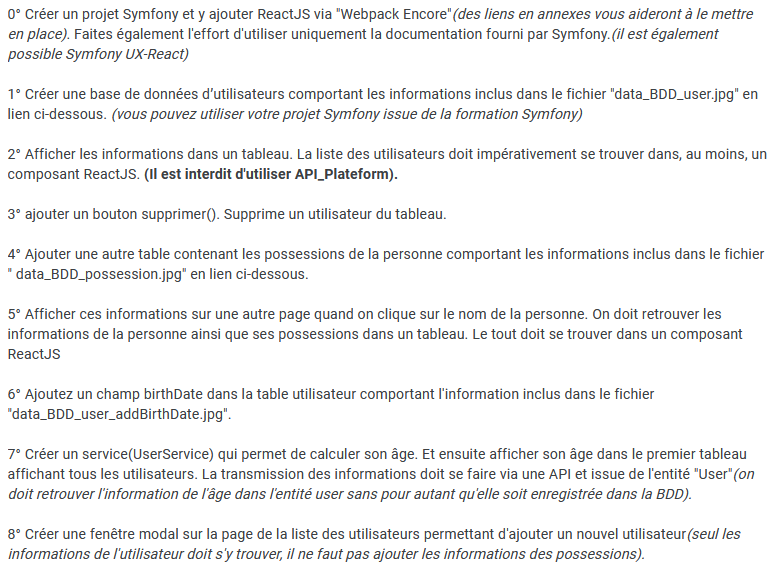 0° Créer un projet Symfony et y ajouter ReactJS via "Webpack Encore"(des liens en annexes vous aideront à le mettre
en place). Faites également l'effort d'utiliser uniquement la documentation fourni par Symfony.(il est également
possible Symfony UX-React)
1° Créer une base de données d'utilisateurs comportant les informations inclus dans le fichier "data_BDD_user.jpg" en
lien ci-dessous. (vous pouvez utiliser votre projet Symfony issue de la formation Symfony)
2° Afficher les informations dans un tableau. La liste des utilisateurs doit impérativement se trouver dans, au moins, un
composant ReactJS. (Il est interdit d'utiliser API_Plateform).
3° ajouter un bouton supprimer(). Supprime un utilisateur du tableau.
4° Ajouter une autre table contenant les possessions de la personne comportant les informations inclus dans le fichier
" data_BDD_possession.jpg" en lien ci-dessous.
5° Afficher ces informations sur une autre page quand on clique sur le nom de la personne. On doit retrouver les
informations de la personne ainsi que ses possessions dans un tableau. Le tout doit se trouver dans un composant
ReactJS
6° Ajoutez un champ birthDate dans la table utilisateur comportant l'information inclus dans le fichier
"data_BDD_user_addBirthDate.jpg".
7° Créer un service(UserService) qui permet de calculer son âge. Et ensuite afficher son âge dans le premier tableau
affichant tous les utilisateurs. La transmission des informations doit se faire via une API et issue de l'entité "User"(on
doit retrouver l'information de l'âge dans l'entité user sans pour autant qu'elle soit enregistrée dans la BDD).
8° Créer une fenêtre modal sur la page de la liste des utilisateurs permettant d'ajouter un nouvel utilisateur(seul les
informations de l'utilisateur doit s'y trouver, il ne faut pas ajouter les informations des possessions).